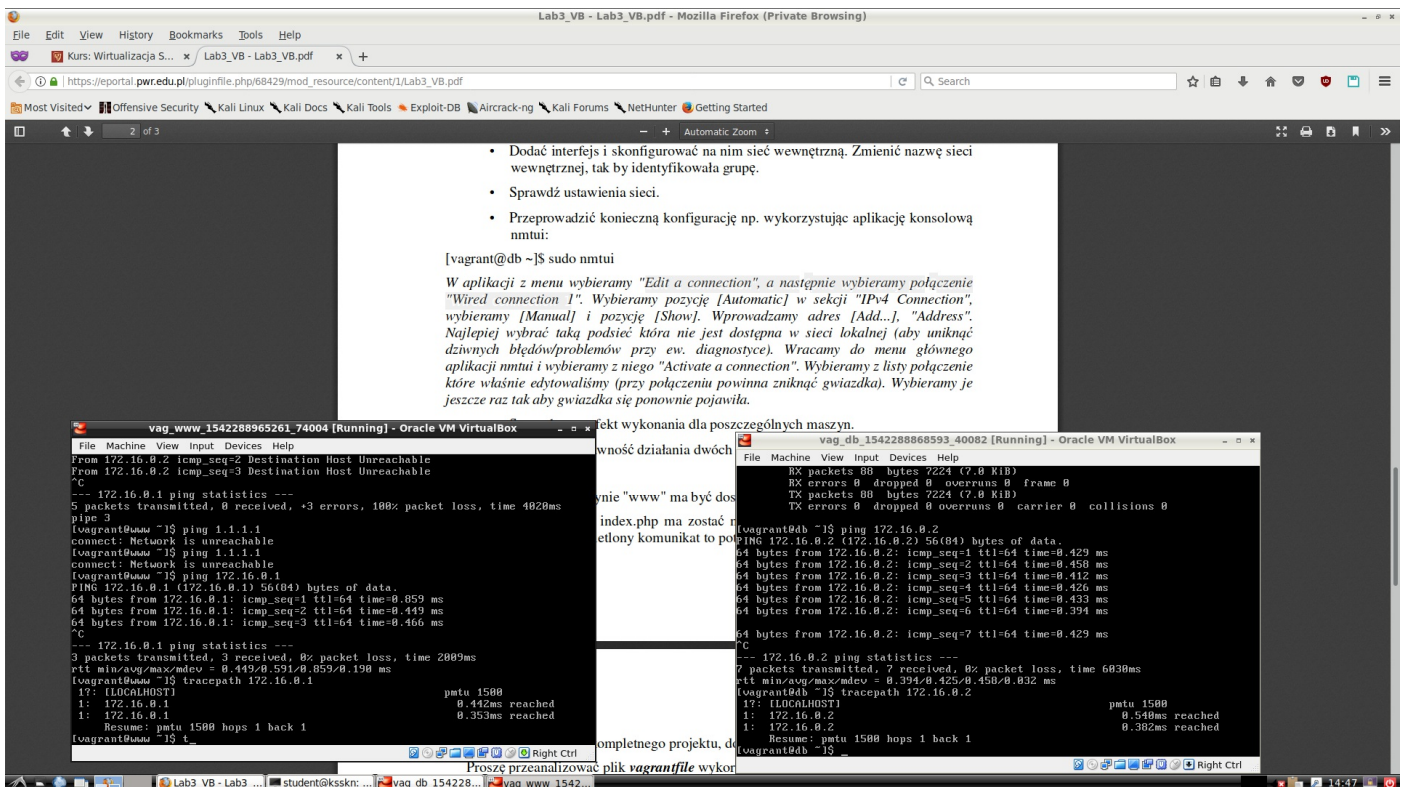 Lab3_VB - Lab3_VB.pdf - Mozilla Firefox (Private Browsing)
File Edit View History Bookmarks Tools Help
Kurs: Wirtualizacja S... × Lab3_VB - Lab3_VB.pdf × +
https://eportal.pwr.edu.pl/pluginfile.php/68429/mod_resource/content/1/Lab3_VB.pdf Search
Most Visited Offensive Security Kali Linux Kali Docs Kali Tools Exploit-DB Aircrack-ng Kali Forums NetHunter Getting Started
2 of 3 − + Automatic Zoom
• Dodać interfejs i skonfigurować na nim sieć wewnętrzną. Zmienić nazwę sieci
wewnętrznej, tak by identyfikowała grupę.
• Sprawdź ustawienia sieci.
• Przeprowadzić konieczną konfigurację np. wykorzystując aplikację konsolową
nmtui:
[vagrant@db ~]$ sudo nmtui
W aplikacji z menu wybieramy "Edit a connection", a następnie wybieramy połączenie
"Wired connection 1". Wybieramy pozycję [Automatic] w sekcji "IPv4 Connection",
wybieramy [Manual] i pozycję [Show]. Wprowadzamy adres [Add...], "Address".
Najlepiej wybrać taką podsieć która nie jest dostępna w sieci lokalnej (aby uniknąć
dziwnych błędów/problemów przy ew. diagnostyce). Wracamy do menu głównego
aplikacji nmtui i wybieramy z niego "Activate a connection". Wybieramy z listy połączenie
które właśnie edytowaliśmy (przy połączeniu powinna zniknąć gwiazdka). Wybieramy je
jeszcze raz tak aby gwiazdka się ponownie pojawiła.
fekt wykonania dla poszczególnych maszyn.
wność działania dwóch
ynie "www" ma być dos
index.php ma zostać
etlony komunikat to pot
ompletnego projektu, do
Proszę przeanalizować plik vagrantfile wykor
vag_www_1542288965261_74004 [Running] - Oracle VM VirtualBox
File Machine View Input Devices Help
From 172.16.0.2 icmp_seq=2 Destination Host Unreachable
From 172.16.0.2 icmp_seq=3 Destination Host Unreachable
^C
--- 172.16.0.1 ping statistics ---
5 packets transmitted, 0 received, +3 errors, 100% packet loss, time 4020ms
pipe 3
[vagrant@www ~]$ ping 1.1.1.1
connect: Network is unreachable
[vagrant@www ~]$ ping 1.1.1.1
connect: Network is unreachable
[vagrant@www ~]$ ping 172.16.0.1
PING 172.16.0.1 (172.16.0.1) 56(84) bytes of data.
64 bytes from 172.16.0.1: icmp_seq=1 ttl=64 time=0.859 ms
64 bytes from 172.16.0.1: icmp_seq=2 ttl=64 time=0.449 ms
64 bytes from 172.16.0.1: icmp_seq=3 ttl=64 time=0.466 ms
^C
--- 172.16.0.1 ping statistics ---
3 packets transmitted, 3 received, 0% packet loss, time 2009ms
rtt min/avg/max/mdev = 0.449/0.591/0.859/0.190 ms
[vagrant@www ~]$ tracepath 172.16.0.1
1?: [LOCALHOST] pmtu 1500
1: 172.16.0.1 0.442ms reached
1: 172.16.0.1 0.353ms reached
Resume: pmtu 1500 hops 1 back 1
[vagrant@www ~]$ t_
Right Ctrl
vag_db_1542288868593_40082 [Running] - Oracle VM VirtualBox
File Machine View Input Devices Help
RX packets 88 bytes 7224 (7.0 KiB)
RX errors 0 dropped 0 overruns 0 frame 0
TX packets 88 bytes 7224 (7.0 KiB)
TX errors 0 dropped 0 overruns 0 carrier 0 collisions 0
[vagrant@db ~]$ ping 172.16.0.2
PING 172.16.0.2 (172.16.0.2) 56(84) bytes of data.
64 bytes from 172.16.0.2: icmp_seq=1 ttl=64 time=0.429 ms
64 bytes from 172.16.0.2: icmp_seq=2 ttl=64 time=0.458 ms
64 bytes from 172.16.0.2: icmp_seq=3 ttl=64 time=0.412 ms
64 bytes from 172.16.0.2: icmp_seq=4 ttl=64 time=0.426 ms
64 bytes from 172.16.0.2: icmp_seq=5 ttl=64 time=0.433 ms
64 bytes from 172.16.0.2: icmp_seq=6 ttl=64 time=0.394 ms
64 bytes from 172.16.0.2: icmp_seq=7 ttl=64 time=0.429 ms
^C
--- 172.16.0.2 ping statistics ---
7 packets transmitted, 7 received, 0% packet loss, time 6030ms
rtt min/avg/max/mdev = 0.394/0.425/0.458/0.032 ms
[vagrant@db ~]$ tracepath 172.16.0.2
1?: [LOCALHOST] pmtu 1500
1: 172.16.0.2 0.540ms reached
1: 172.16.0.2 0.382ms reached
Resume: pmtu 1500 hops 1 back 1
[vagrant@db ~]$ _
Right Ctrl
Lab3_VB - Lab3 ... student@ksskn: ... vag_db_154228... vag_www_1542... 14:47